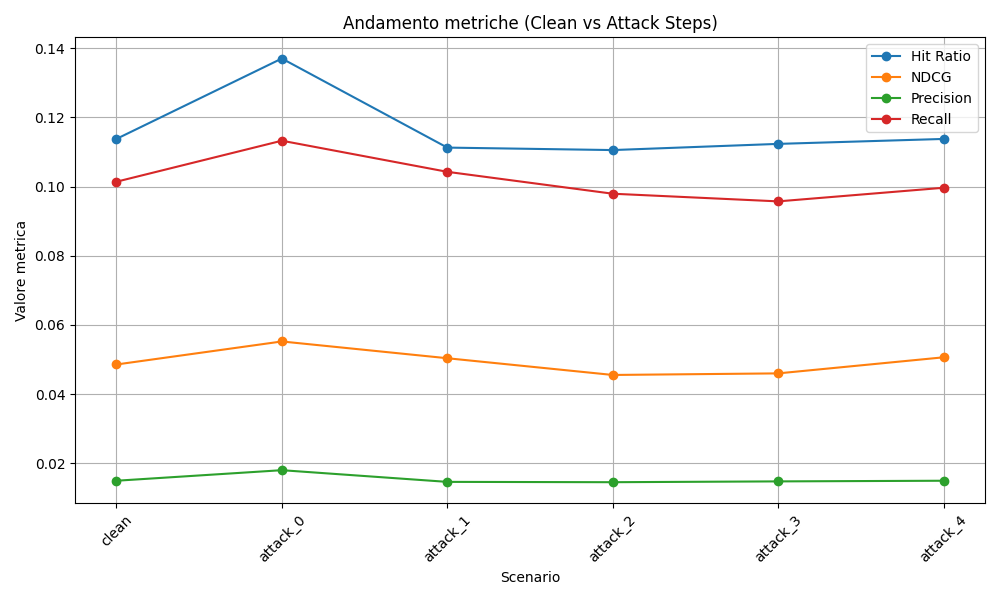 Andamento metriche (Clean vs Attack Steps)
Hit Ratio
NDCG
Precision
Recall
Valore metrica
0.14
0.12
0.10
0.08
0.06
0.04
0.02
clean
attack_0
attack_1
attack_2
attack_3
attack_4
Scenario